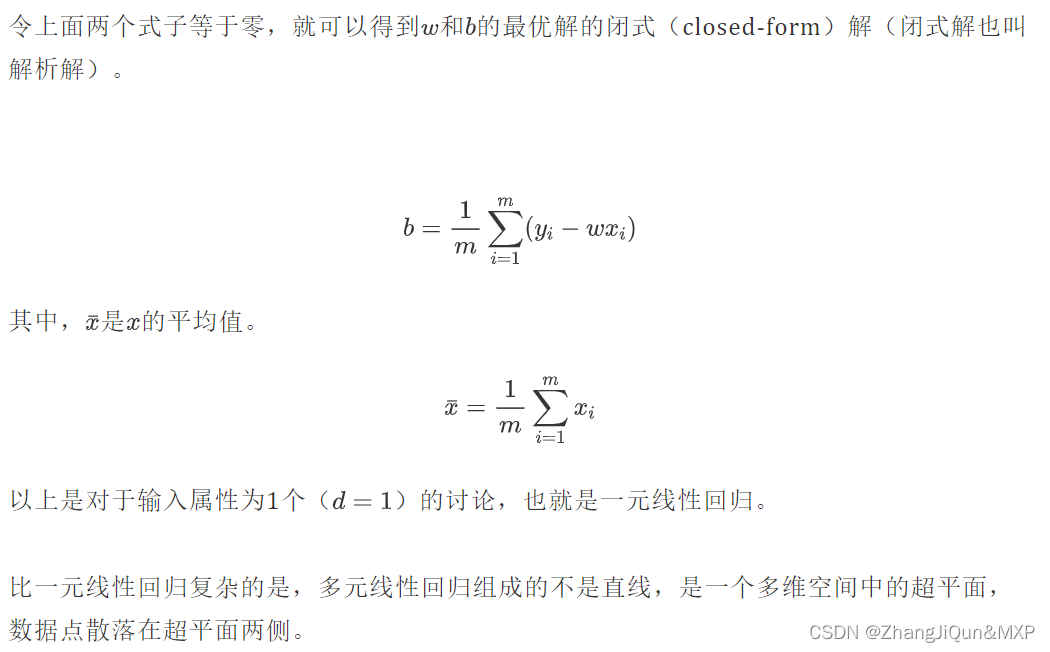 令上面两个式子等于零，就可以得到w和b的最优解的闭式（closed-form）解（闭式解也叫
解析解）。
b = \frac{1}{m} \sum_{i=1}^{m} (y_i − wx_i)
其中，x̄是x的平均值。
x̄ = \frac{1}{m} \sum_{i=1}^{m} x_i
以上是对于输入属性为1个（d = 1）的讨论，也就是一元线性回归。
比一元线性回归复杂的是，多元线性回归组成的不是直线，是一个多维空间中的超平面，
数据点散落在超平面两侧。
CSDN @ZhangJiQun&MXP